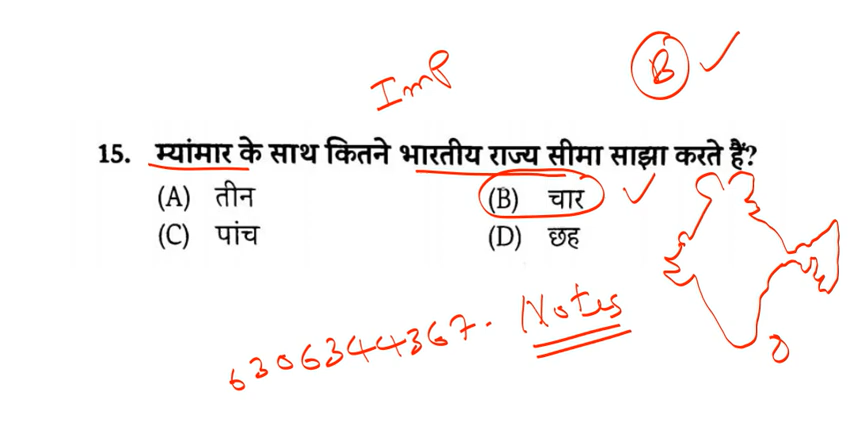 ImP
B
15. म्यांमार के साथ कितने भारतीय राज्य सीमा साझा करते हैं?
(A) तीन (B) चार
(C) पांच (D) छह
6306344367. Notes